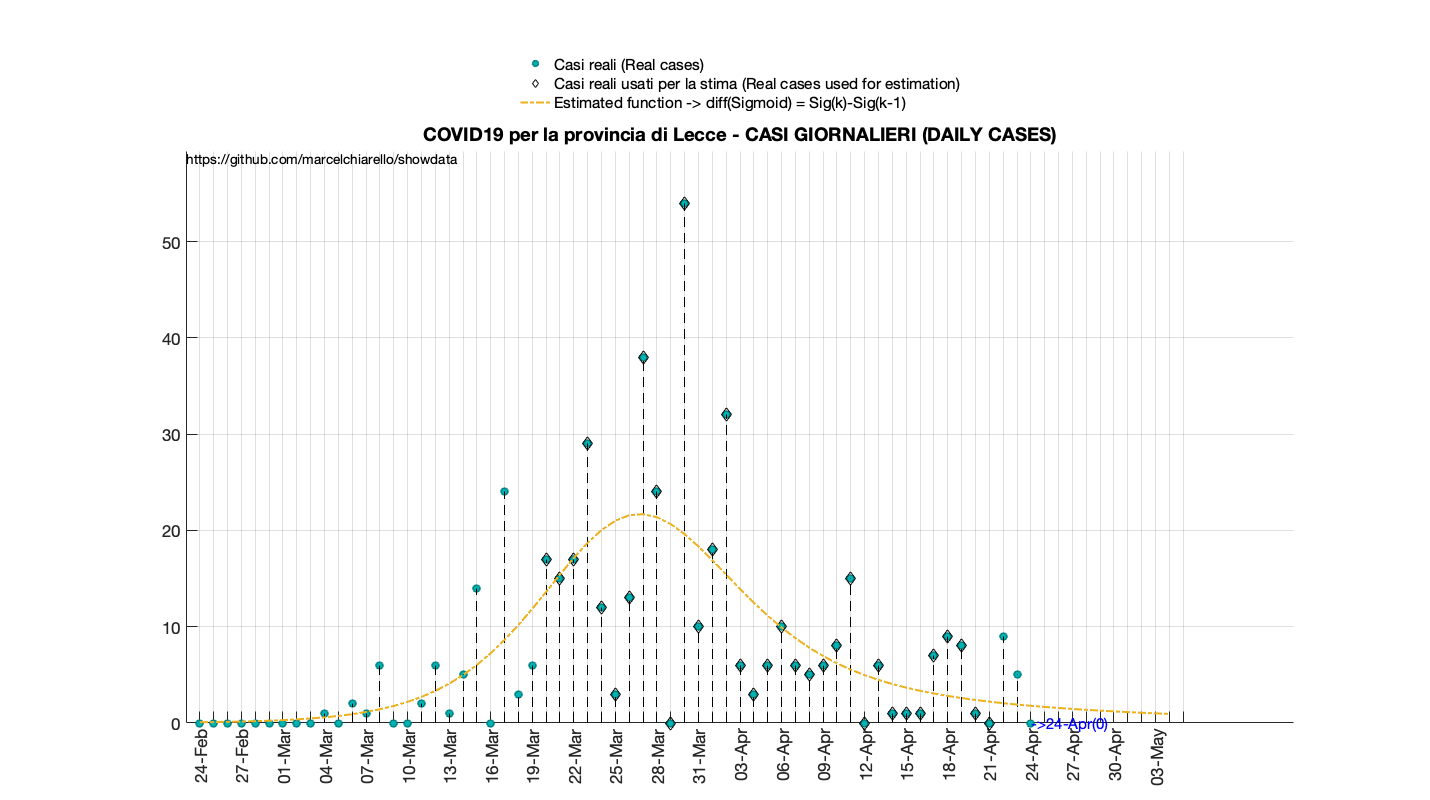 Casi reali (Real cases)
Casi reali usati per la stima (Real cases used for estimation)
Estimated function -> diff(Sigmoid) = Sig(k)-Sig(k-1)
COVID19 per la provincia di Lecce - CASI GIORNALIERI (DAILY CASES)
https://github.com/marcelchiarello/showdata
50
40
30
20
10
0
->24-Apr(0)
24-Feb
27-Feb
01-Mar
04-Mar
07-Mar
10-Mar
13-Mar
16-Mar
19-Mar
22-Mar
25-Mar
28-Mar
31-Mar
03-Apr
06-Apr
09-Apr
12-Apr
15-Apr
18-Apr
21-Apr
24-Apr
27-Apr
30-Apr
03-May